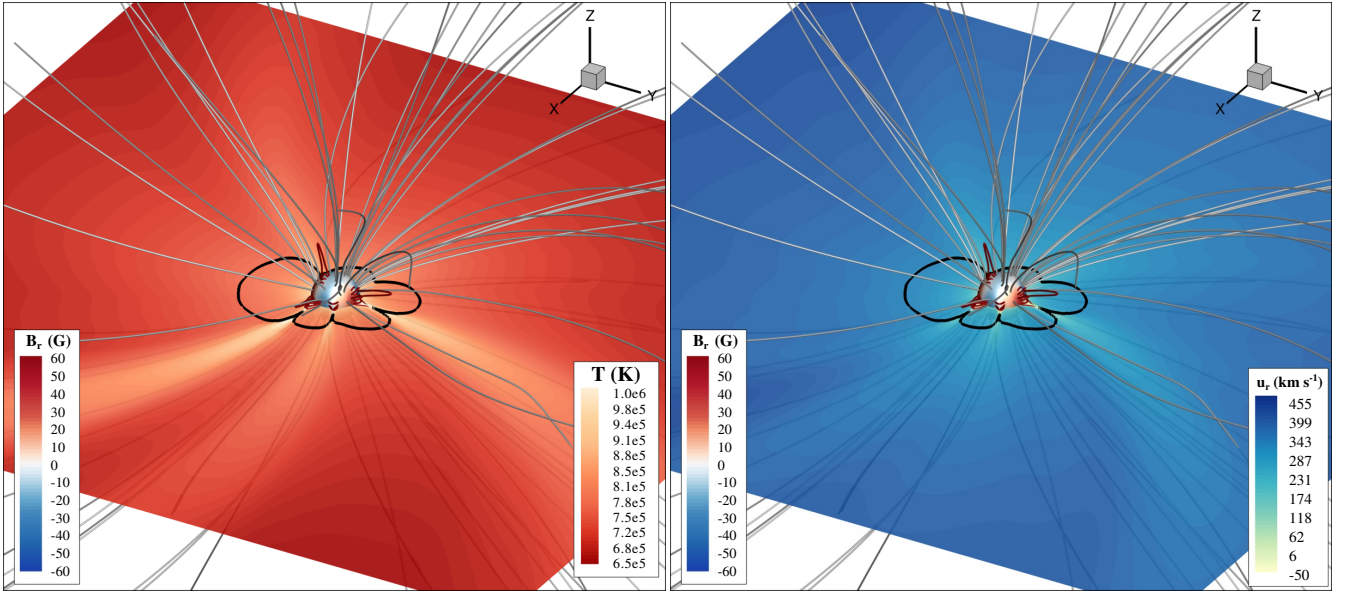 Z
X
Y
B_r (G)
60
50
40
30
20
10
0
-10
-20
-30
-40
-50
-60
T (K)
1.0e6
9.8e5
9.4e5
9.1e5
8.8e5
8.5e5
8.1e5
7.8e5
7.5e5
7.2e5
6.8e5
6.5e5
Z
X
Y
B_r (G)
60
50
40
30
20
10
0
-10
-20
-30
-40
-50
-60
u_r (km s^-1)
455
399
343
287
231
174
118
62
6
-50